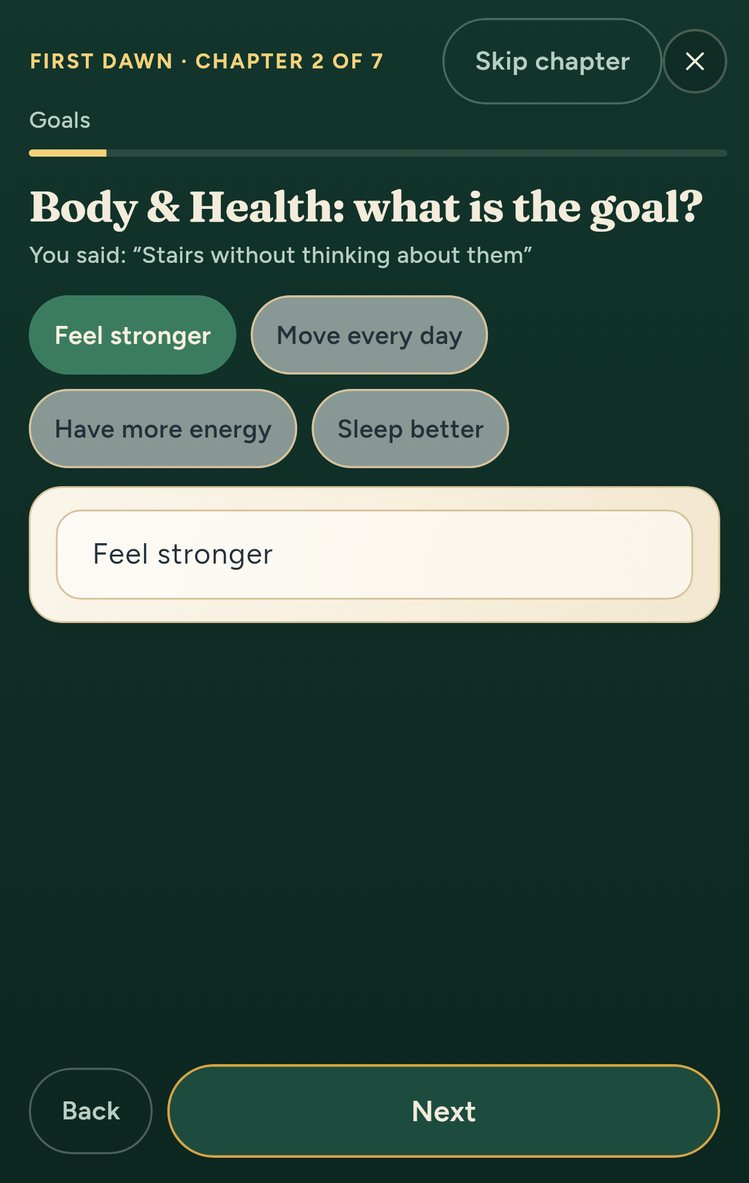 FIRST DAWN · CHAPTER 2 OF 7
Skip chapter
Goals
Body & Health: what is the goal?
You said: “Stairs without thinking about them”
Feel stronger
Move every day
Have more energy
Sleep better
Feel stronger
Back
Next